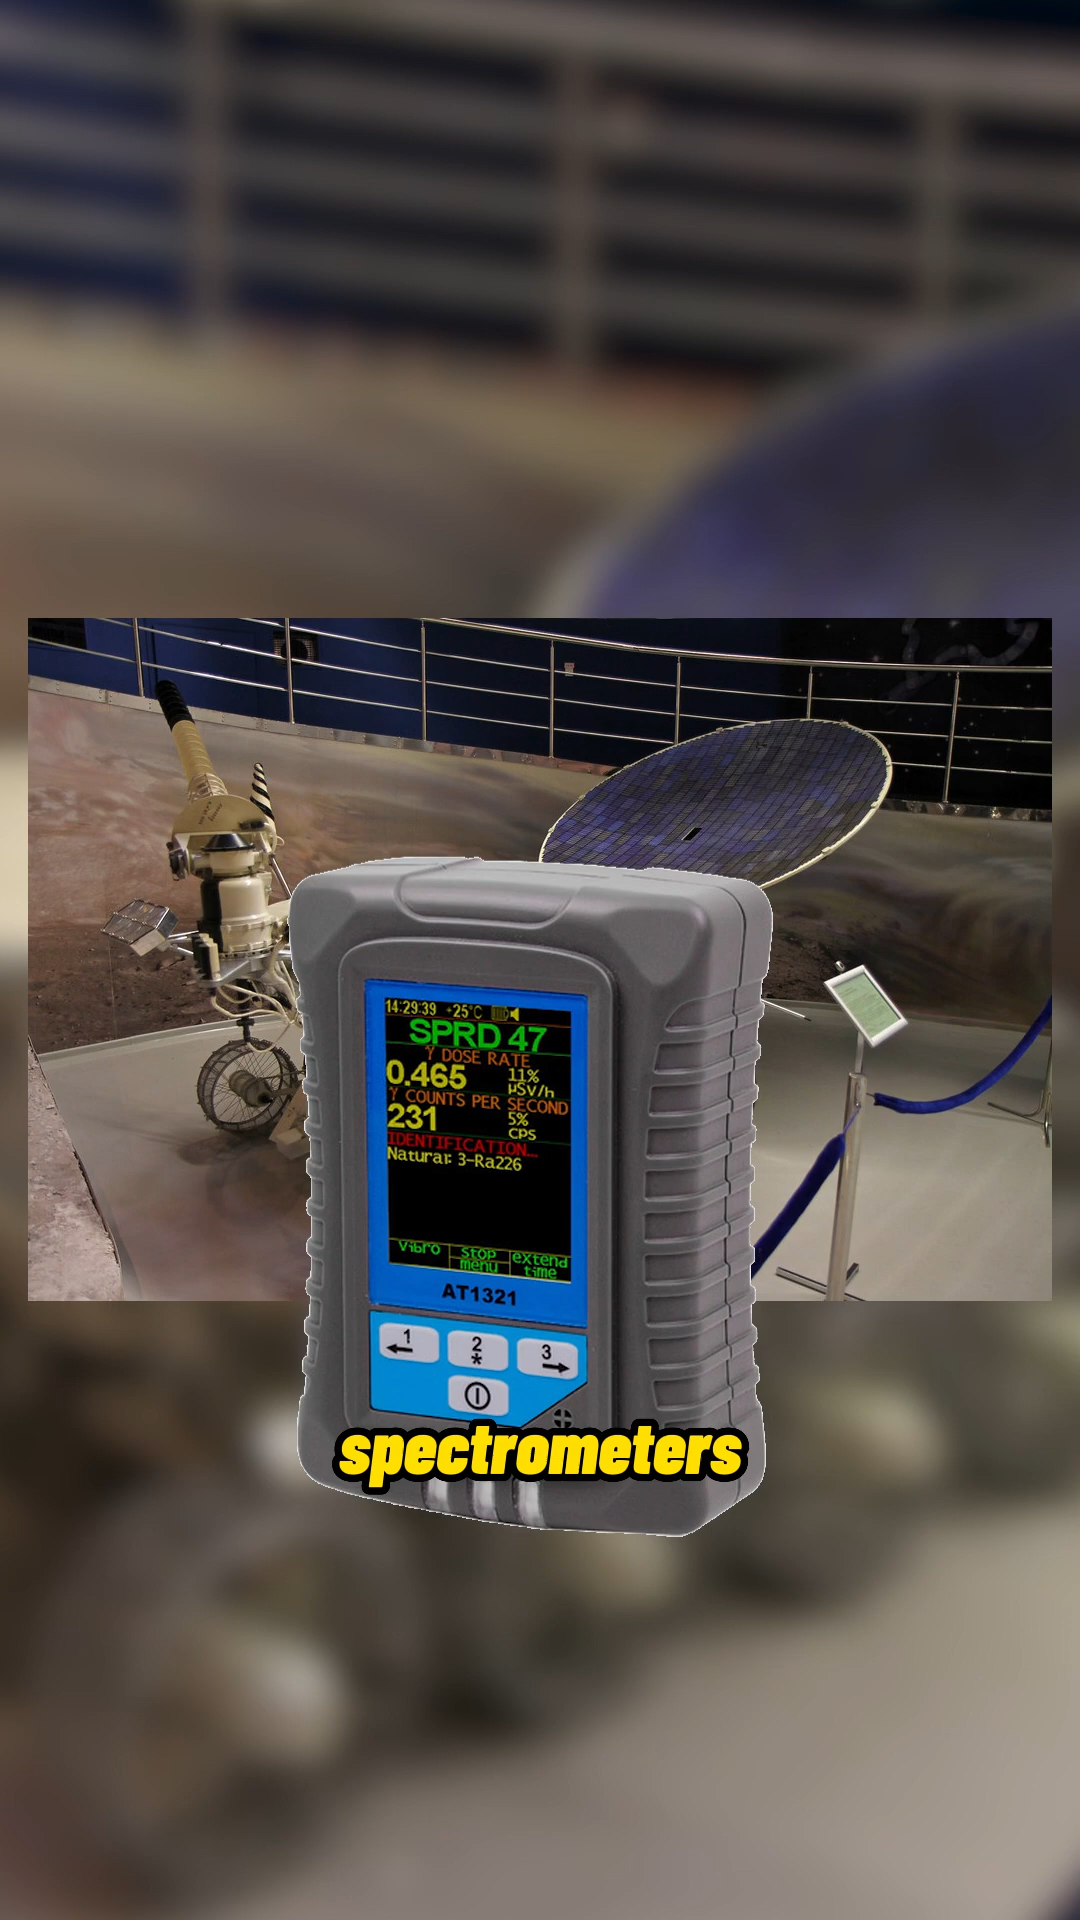 14:29:39 +25°C
SPRD 47
γ DOSE RATE
0.465 11% µSv/h
γ COUNTS PER SECOND
231 5% CPS
IDENTIFICATION...
Natural: 3-Ra226
vibro stop menu extend time
AT1321
1 2 3
*
spectrometers